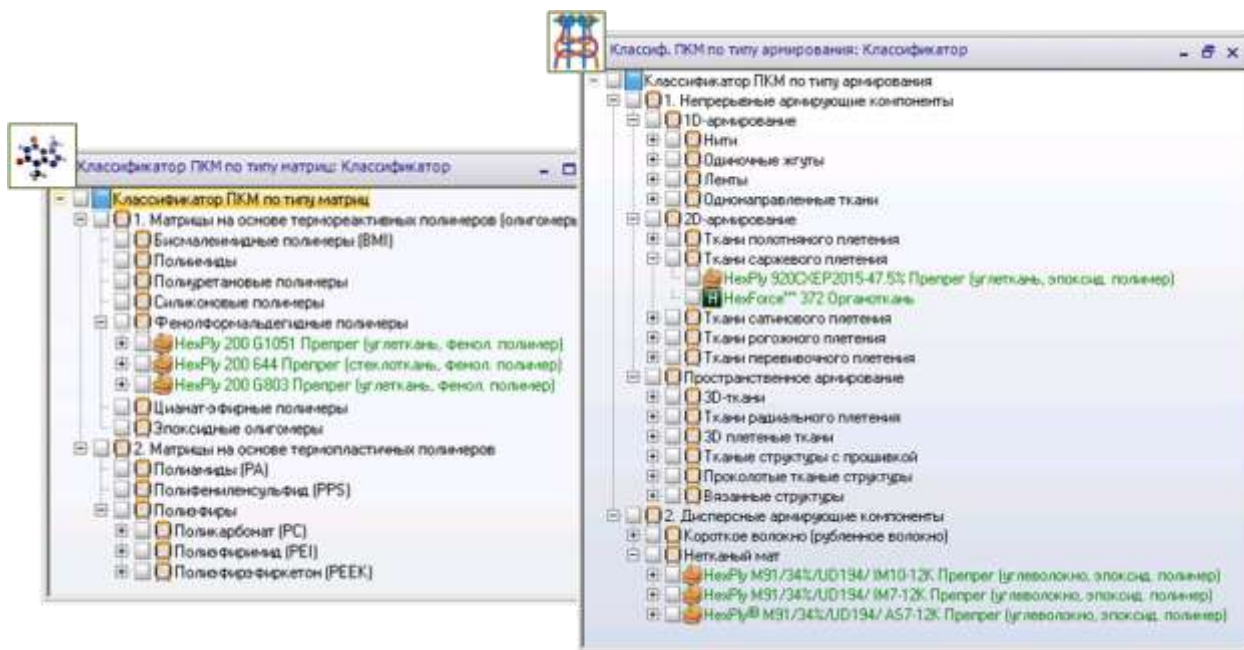 Классификатор ПКМ по типу матриц: Классификатор
Классификатор ПКМ по типу матриц
1. Матрицы на основе термореактивных полимеров (олигомеры
Бисмалеимидные полимеры (BMI)
Полиимиды
Полиуретановые полимеры
Силиконовые полимеры
Фенолформальдегидные полимеры
HexPly 200 G1051 Препрег (углеткань, фенол. полимер)
HexPly 200 644 Препрег (стеклоткань, фенол. полимер)
HexPly 200 G803 Препрег (углеткань, фенол. полимер)
Цианат-эфирные полимеры
Эпоксидные олигомеры
2. Матрицы на основе термопластичных полимеров
Полиамиды (PA)
Полифениленсульфид (PPS)
Полиэфиры
Поликарбонат (PC)
Полиэфиримид (PEI)
Полиэфирэфиркетон (PEEK)
Классиф. ПКМ по типу армирования: Классификатор
Классификатор ПКМ по типу армирования
1. Непрерывные армирующие компоненты
1D-армирование
Нити
Одиночные жгуты
Ленты
Однонаправленные ткани
2D-армирование
Ткани полотняного плетения
Ткани саржевого плетения
HexPly 920CXEP2015-47.5% Препрег (углеткань, эпоксид. полимер)
HexForce™ 372 Органоткань
Ткани сатинового плетения
Ткани рогожного плетения
Ткани перевивочного плетения
Пространственное армирование
3D-ткани
Ткани радиального плетения
3D плетеные ткани
Тканые структуры с прошивкой
Проколотые тканые структуры
Вязанные структуры
2. Дисперсные армирующие компоненты
Короткое волокно (рубленное волокно)
Нетканый мат
HexPly M91/34%/UD194/ IM10-12K Препрег (углеволокно, эпоксид. полимер)
HexPly M91/34%/UD194/ IM7-12K Препрег (углеволокно, эпоксид. полимер)
HexPly® M91/34%/UD194/ AS7-12K Препрег (углеволокно, эпоксид. полимер)